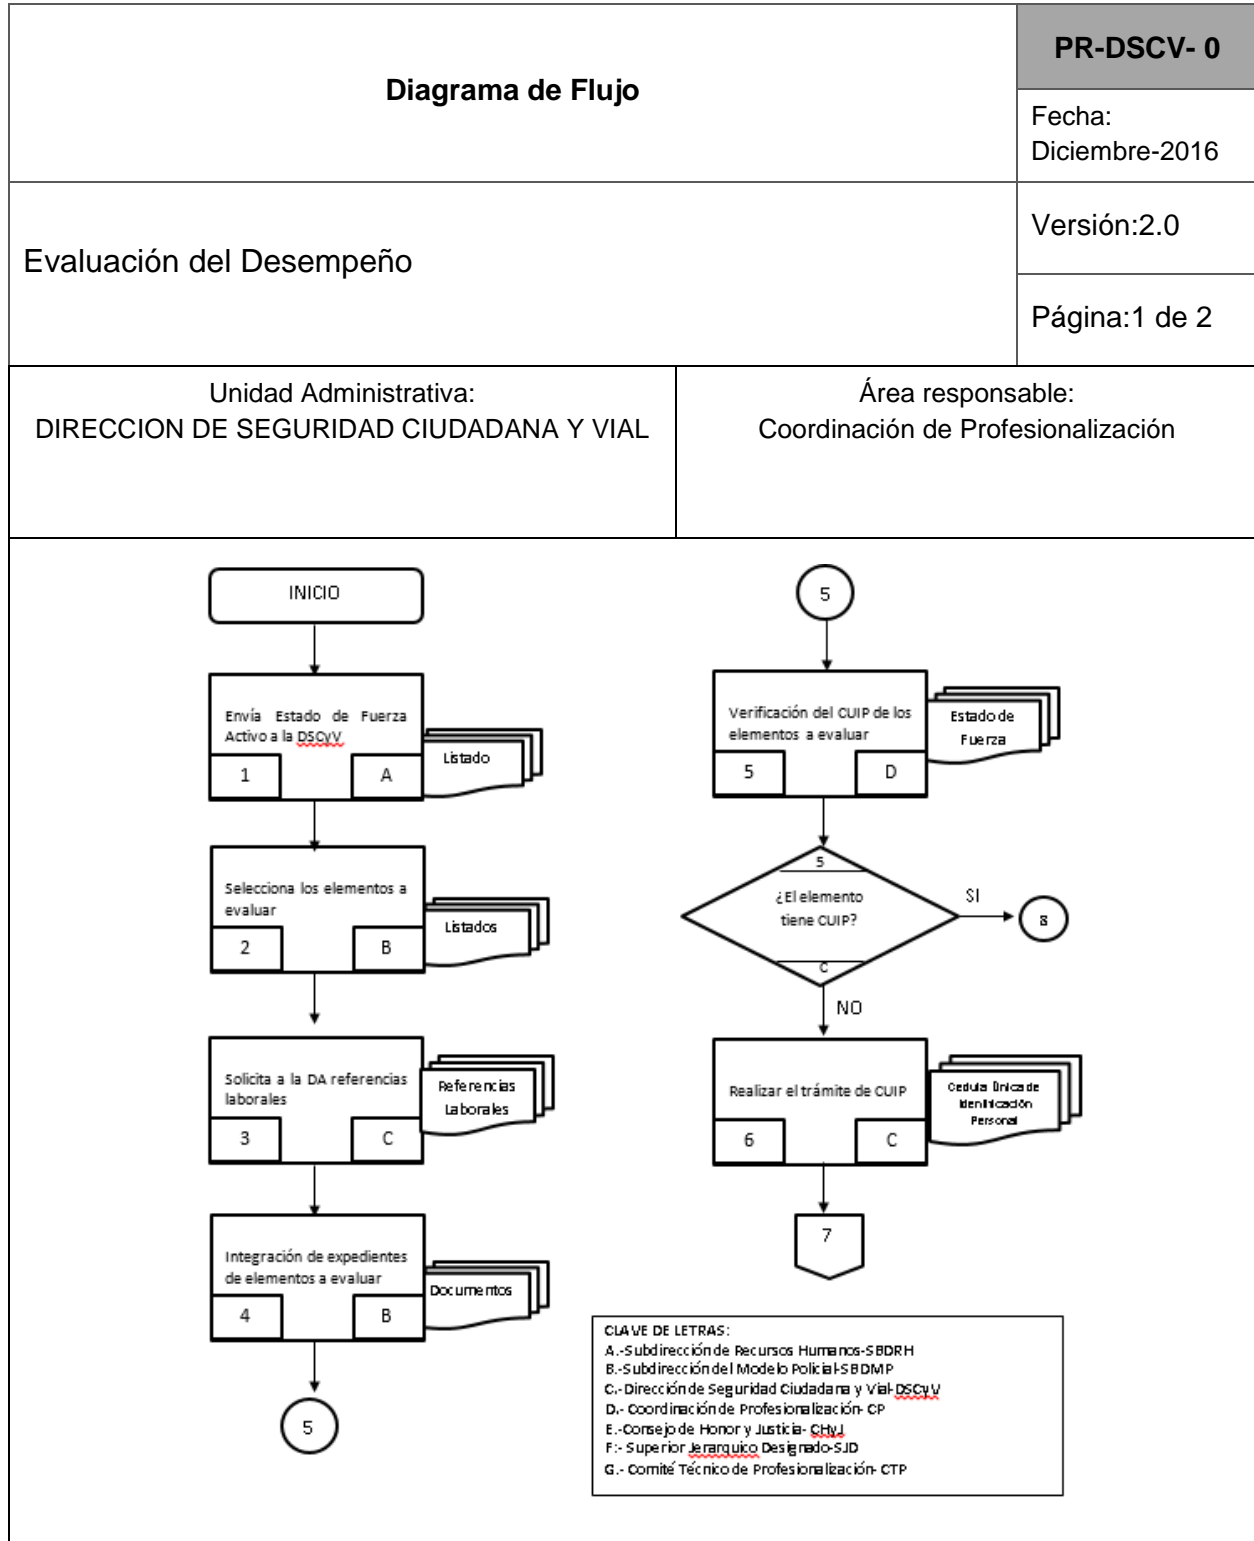 Diagrama de Flujo
PR-DSCV- 0
Fecha:
Diciembre-2016
Evaluación del Desempeño
Versión:2.0
Página:1 de 2
Unidad Administrativa:
DIRECCION DE SEGURIDAD CIUDADANA Y VIAL
Área responsable:
Coordinación de Profesionalización
INICIO
Envía Estado de Fuerza
Activo a la DSCyV
1
A
Listado
Selecciona los elementos a
evaluar
2
B
Listados
Solicita a la DA referencias
laborales
3
C
Referencias
Laborales
Integración de expedientes
de elementos a evaluar
4
B
Documentos
5
5
Verificación del CUIP de los
elementos a evaluar
5
D
Estado de
Fuerza
5
¿El elemento
tiene CUIP?
C
SI
8
NO
Realizar el trámite de CUIP
6
C
Cedula Única de
Identificación
Personal
7
CLAVE DE LETRAS:
A.-Subdirección de Recursos Humanos-SBDRH
B.-Subdirección del Modelo Policial-SBDMP
C.-Dirección de Seguridad Ciudadana y Vial-DSCyV
D.- Coordinación de Profesionalización- CP
E.-Consejo de Honor y Justicia- CHyJ
F:- Superior Jerarquico Designado-SJD
G.- Comité Técnico de Profesionalización- CTP